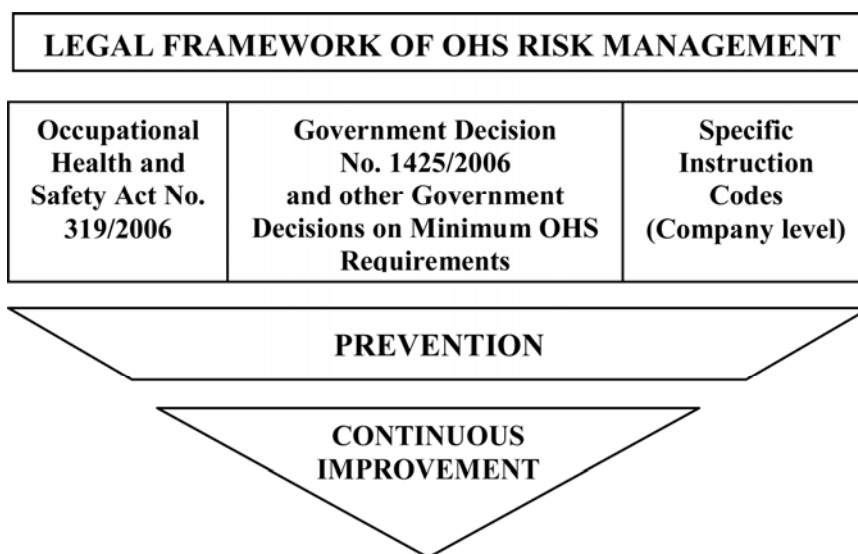 LEGAL FRAMEWORK OF OHS RISK MANAGEMENT
Occupational
Health and
Safety Act No.
319/2006
Government Decision
No. 1425/2006
and other Government
Decisions on Minimum OHS
Requirements
Specific
Instruction
Codes
(Company level)
PREVENTION
CONTINUOUS
IMPROVEMENT